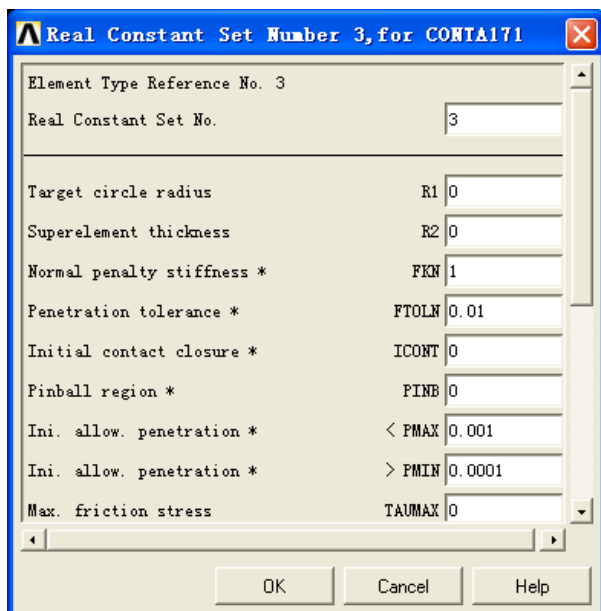 Real Constant Set Number 3,for CONTA171
Element Type Reference No. 3
Real Constant Set No. 3
Target circle radius R1 0
Superelement thickness R2 0
Normal penalty stiffness * FKN 1
Penetration tolerance * FTOLN 0.01
Initial contact closure * ICONT 0
Pinball region * PINB 0
Ini. allow. penetration * < PMAX 0.001
Ini. allow. penetration * > PMIN 0.0001
Max. friction stress TAUMAX 0
OK Cancel Help